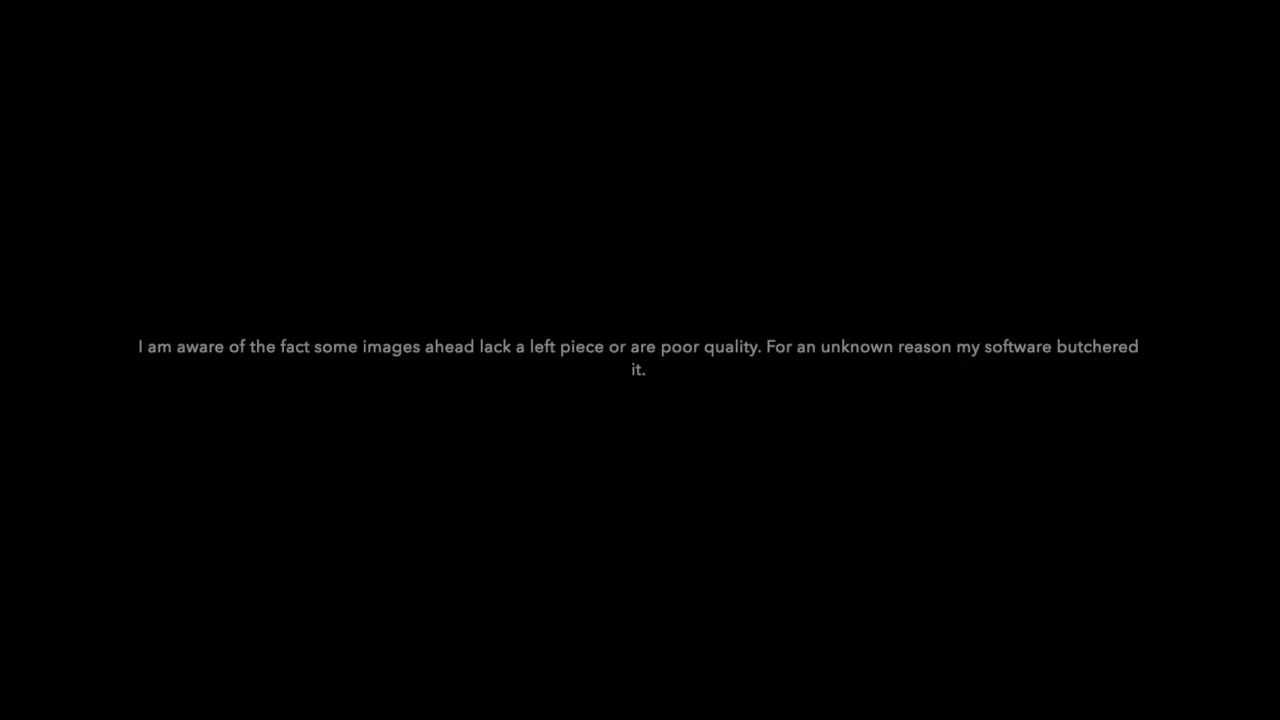 I am aware of the fact some images ahead lack a left piece or are poor quality. For an unknown reason my software butchered
it.